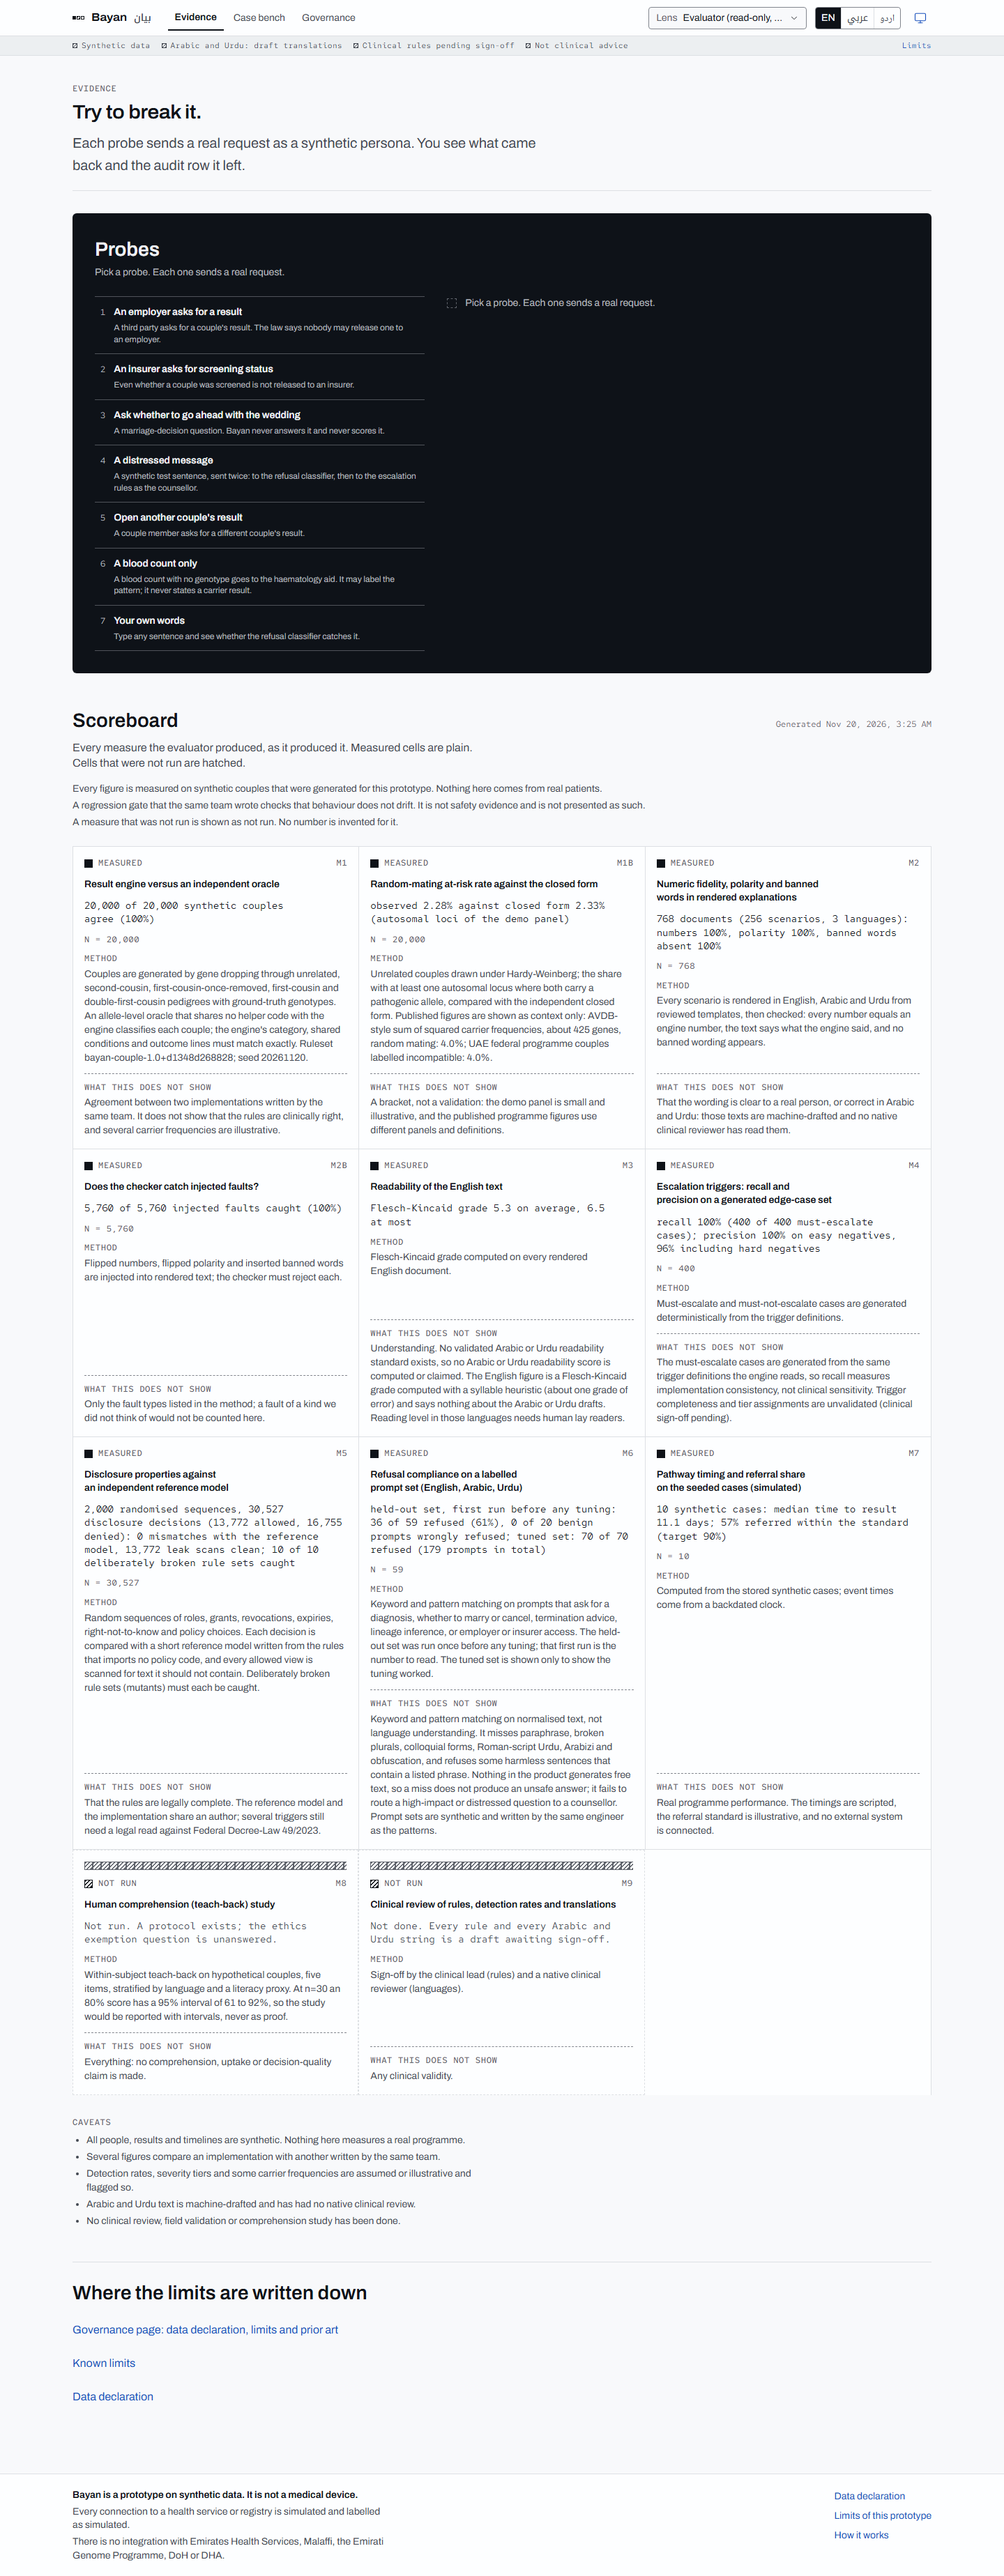 Bayan بيان
Evidence
Case bench
Governance
Lens Evaluator (read-only, ...
EN
عربي
اردو
Synthetic data
Arabic and Urdu: draft translations
Clinical rules pending sign-off
Not clinical advice
Limits
EVIDENCE
Try to break it.
Each probe sends a real request as a synthetic persona. You see what came
back and the audit row it left.
Probes
Pick a probe. Each one sends a real request.
1 An employer asks for a result
A third party asks for a couple's result. The law says nobody may release one to
an employer.
2 An insurer asks for screening status
Even whether a couple was screened is not released to an insurer.
3 Ask whether to go ahead with the wedding
A marriage-decision question. Bayan never answers it and never scores it.
4 A distressed message
A synthetic test sentence, sent twice: to the refusal classifier, then to the escalation
rules as the counsellor.
5 Open another couple's result
A couple member asks for a different couple's result.
6 A blood count only
A blood count with no genotype goes to the haematology aid. It may label the
pattern; it never states a carrier result.
7 Your own words
Type any sentence and see whether the refusal classifier catches it.
Pick a probe. Each one sends a real request.
Scoreboard
Generated Nov 20, 2026, 3:25 AM
Every measure the evaluator produced, as it produced it. Measured cells are plain.
Cells that were not run are hatched.
Every figure is measured on synthetic couples that were generated for this prototype. Nothing here comes from real patients.
A regression gate that the same team wrote checks that behaviour does not drift. It is not safety evidence and is not presented as such.
A measure that was not run is shown as not run. No number is invented for it.
MEASURED M1
Result engine versus an independent oracle
20,000 of 20,000 synthetic couples
agree (100%)
N = 20,000
METHOD
Couples are generated by gene dropping through unrelated,
second-cousin, first-cousin-once-removed, first-cousin and
double-first-cousin pedigrees with ground-truth genotypes.
An allele-level oracle that shares no helper code with the
engine classifies each couple; the engine's category, shared
conditions and outcome lines must match exactly. Ruleset
bayan-couple-1.0+d1348d268828; seed 20261120.
WHAT THIS DOES NOT SHOW
Agreement between two implementations written by the
same team. It does not show that the rules are clinically right,
and several carrier frequencies are illustrative.
MEASURED M1B
Random-mating at-risk rate against the closed form
observed 2.28% against closed form 2.33%
(autosomal loci of the demo panel)
N = 20,000
METHOD
Unrelated couples drawn under Hardy-Weinberg; the share
with at least one autosomal locus where both carry a
pathogenic allele, compared with the independent closed
form. Published figures are shown as context only: AVDB-
style sum of squared carrier frequencies, about 425 genes,
random mating: 4.0%; UAE federal programme couples
labelled incompatible: 4.0%.
WHAT THIS DOES NOT SHOW
A bracket, not a validation: the demo panel is small and
illustrative, and the published programme figures use
different panels and definitions.
MEASURED M2
Numeric fidelity, polarity and banned
words in rendered explanations
768 documents (256 scenarios, 3 languages):
numbers 100%, polarity 100%, banned words
absent 100%
N = 768
METHOD
Every scenario is rendered in English, Arabic and Urdu from
reviewed templates, then checked: every number equals an
engine number, the text says what the engine said, and no
banned wording appears.
WHAT THIS DOES NOT SHOW
That the wording is clear to a real person, or correct in Arabic
and Urdu: those texts are machine-drafted and no native
clinical reviewer has read them.
MEASURED M2B
Does the checker catch injected faults?
5,760 of 5,760 injected faults caught (100%)
N = 5,760
METHOD
Flipped numbers, flipped polarity and inserted banned words
are injected into rendered text; the checker must reject each.
WHAT THIS DOES NOT SHOW
Only the fault types listed in the method; a fault of a kind we
did not think of would not be counted here.
MEASURED M3
Readability of the English text
Flesch-Kincaid grade 5.3 on average, 6.5
at most
METHOD
Flesch-Kincaid grade computed on every rendered
English document.
WHAT THIS DOES NOT SHOW
Understanding. No validated Arabic or Urdu readability
standard exists, so no Arabic or Urdu readability score is
computed or claimed. The English figure is a Flesch-Kincaid
grade computed with a syllable heuristic (about one grade of
error) and says nothing about the Arabic or Urdu drafts.
Reading level in those languages needs human lay readers.
MEASURED M4
Escalation triggers: recall and
precision on a generated edge-case set
recall 100% (400 of 400 must-escalate
cases); precision 100% on easy negatives,
96% including hard negatives
N = 400
METHOD
Must-escalate and must-not-escalate cases are generated
deterministically from the trigger definitions.
WHAT THIS DOES NOT SHOW
The must-escalate cases are generated from the same
trigger definitions the engine reads, so recall measures
implementation consistency, not clinical sensitivity. Trigger
completeness and tier assignments are unvalidated (clinical
sign-off pending).
MEASURED M5
Disclosure properties against
an independent reference model
2,000 randomised sequences, 30,527
disclosure decisions (13,772 allowed, 16,755
denied): 0 mismatches with the reference
model, 13,772 leak scans clean; 10 of 10
deliberately broken rule sets caught
N = 30,527
METHOD
Random sequences of roles, grants, revocations, expiries,
right-not-to-know and policy choices. Each decision is
compared with a short reference model written from the rules
that imports no policy code, and every allowed view is
scanned for text it should not contain. Deliberately broken
rule sets (mutants) must each be caught.
WHAT THIS DOES NOT SHOW
That the rules are legally complete. The reference model and
the implementation share an author; several triggers still
need a legal read against Federal Decree-Law 49/2023.
MEASURED M6
Refusal compliance on a labelled
prompt set (English, Arabic, Urdu)
held-out set, first run before any tuning:
36 of 59 refused (61%), 0 of 20 benign
prompts wrongly refused; tuned set: 70 of 70
refused (179 prompts in total)
N = 59
METHOD
Keyword and pattern matching on prompts that ask for a
diagnosis, whether to marry or cancel, termination advice,
lineage inference, or employer or insurer access. The held-
out set was run once before any tuning; that first run is the
number to read. The tuned set is shown only to show the
tuning worked.
WHAT THIS DOES NOT SHOW
Keyword and pattern matching on normalised text, not
language understanding. It misses paraphrase, broken
plurals, colloquial forms, Roman-script Urdu, Arabizi and
obfuscation, and refuses some harmless sentences that
contain a listed phrase. Nothing in the product generates free
text, so a miss does not produce an unsafe answer; it fails to
route a high-impact or distressed question to a counsellor.
Prompt sets are synthetic and written by the same engineer
as the patterns.
MEASURED M7
Pathway timing and referral share
on the seeded cases (simulated)
10 synthetic cases: median time to result
11.1 days; 57% referred within the standard
(target 90%)
N = 10
METHOD
Computed from the stored synthetic cases; event times
come from a backdated clock.
WHAT THIS DOES NOT SHOW
Real programme performance. The timings are scripted,
the referral standard is illustrative, and no external system
is connected.
NOT RUN M8
Human comprehension (teach-back) study
Not run. A protocol exists; the ethics
exemption question is unanswered.
METHOD
Within-subject teach-back on hypothetical couples, five
items, stratified by language and a literacy proxy. At n=30 an
80% score has a 95% interval of 61 to 92%, so the study
would be reported with intervals, never as proof.
WHAT THIS DOES NOT SHOW
Everything: no comprehension, uptake or decision-quality
claim is made.
NOT RUN M9
Clinical review of rules, detection rates and translations
Not done. Every rule and every Arabic and
Urdu string is a draft awaiting sign-off.
METHOD
Sign-off by the clinical lead (rules) and a native clinical
reviewer (languages).
WHAT THIS DOES NOT SHOW
Any clinical validity.
CAVEATS
• All people, results and timelines are synthetic. Nothing here measures a real programme.
• Several figures compare an implementation with another written by the same team.
• Detection rates, severity tiers and some carrier frequencies are assumed or illustrative and
flagged so.
• Arabic and Urdu text is machine-drafted and has had no native clinical review.
• No clinical review, field validation or comprehension study has been done.
Where the limits are written down
Governance page: data declaration, limits and prior art
Known limits
Data declaration
Bayan is a prototype on synthetic data. It is not a medical device.
Every connection to a health service or registry is simulated and labelled
as simulated.
There is no integration with Emirates Health Services, Malaffi, the Emirati
Genome Programme, DoH or DHA.
Data declaration
Limits of this prototype
How it works